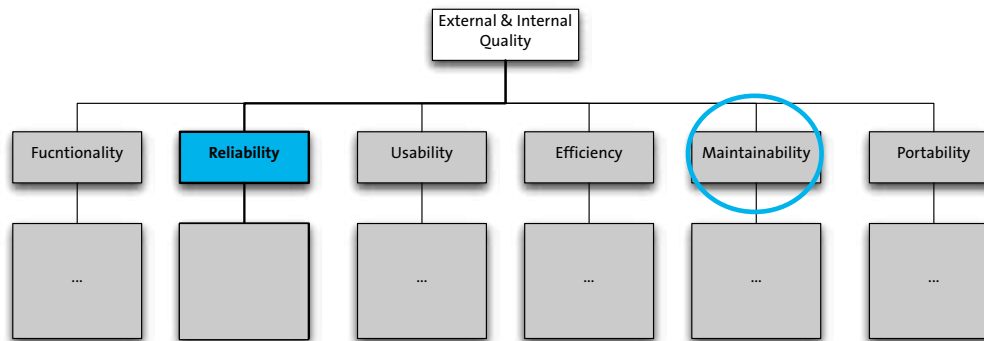 External & Internal
Quality
Fucntionality
Reliability
Usability
Efficiency
Maintainability
Portability
...
...
...
...
...